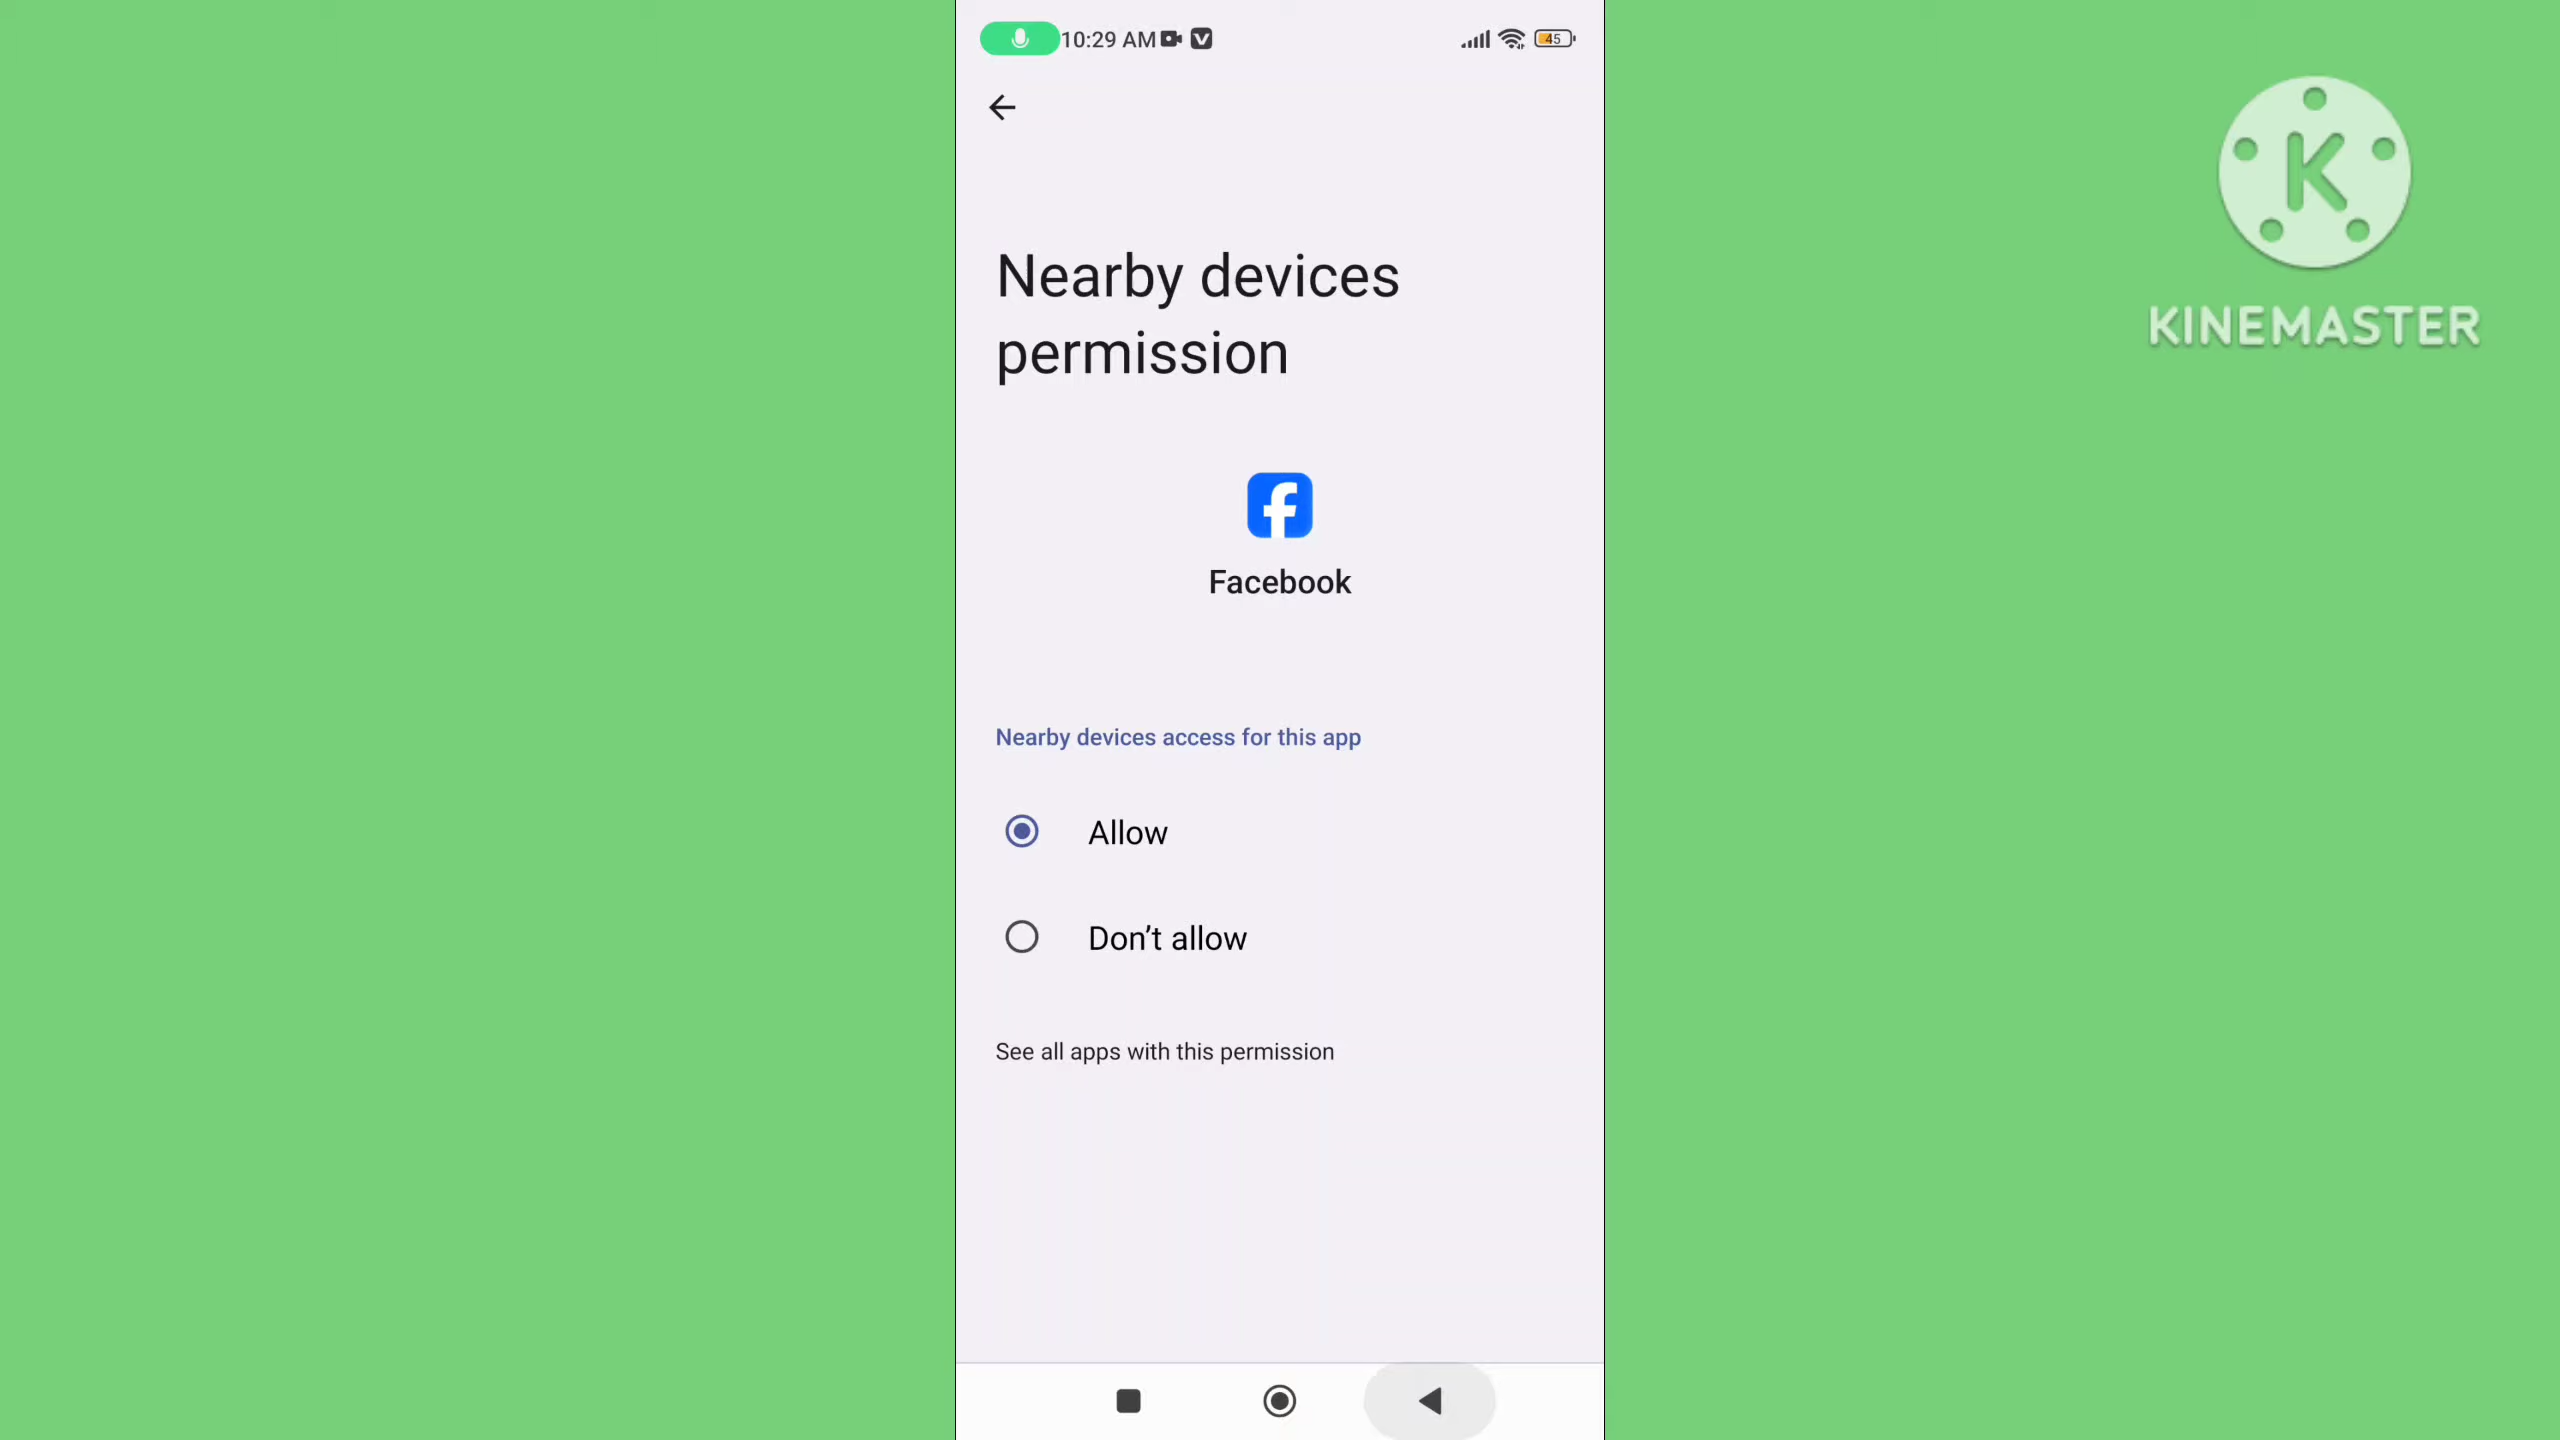 10:29 AM
45
KINEMASTER
Nearby devices
permission
Facebook
Nearby devices access for this app
Allow
Don’t allow
See all apps with this permission